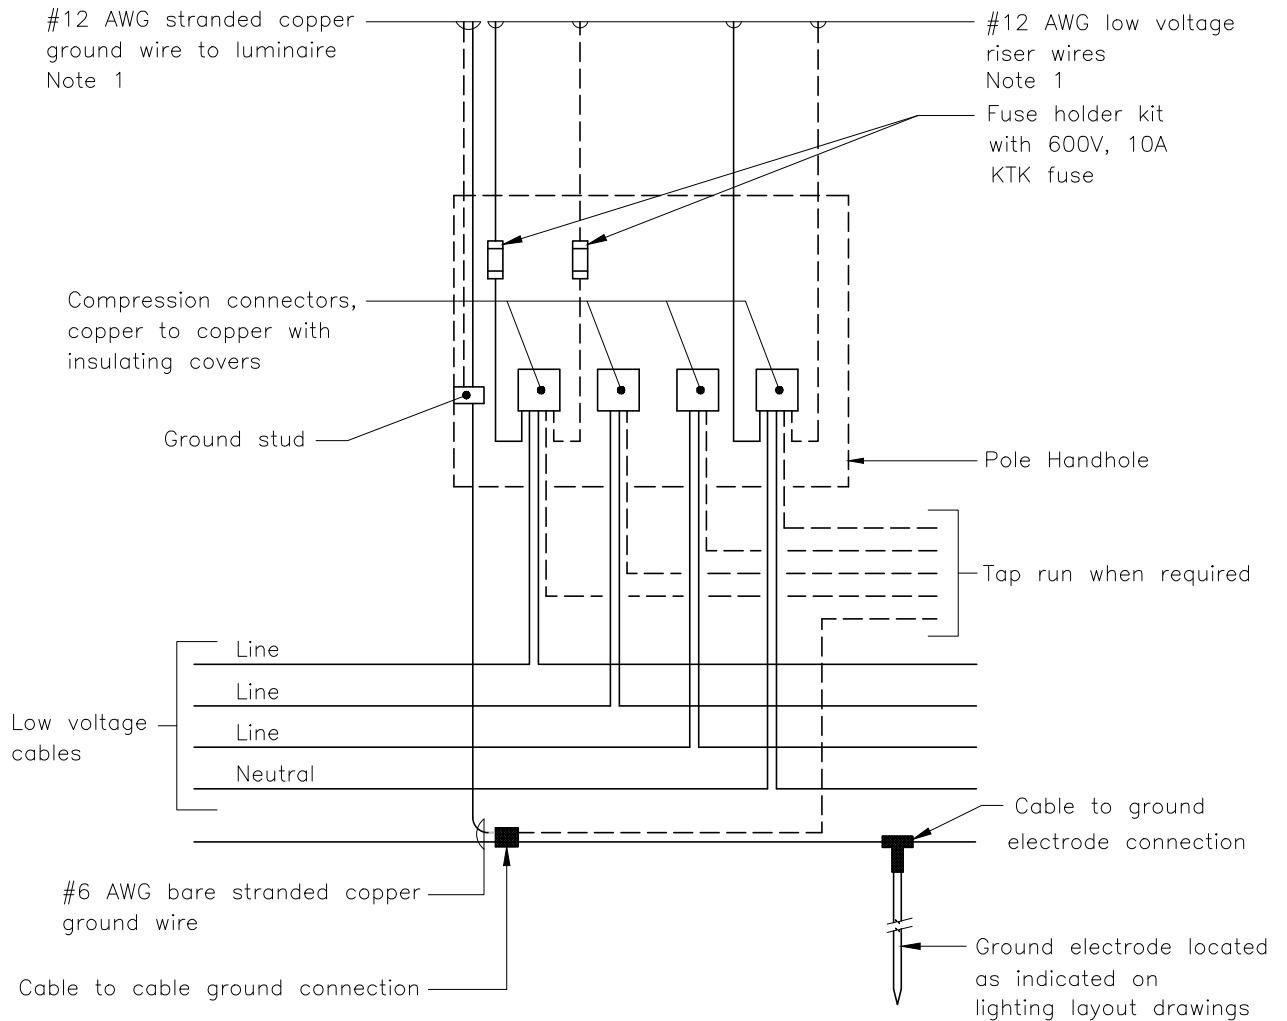 #12 AWG stranded copper
ground wire to luminaire
Note 1
#12 AWG low voltage
riser wires
Note 1
Fuse holder kit
with 600V, 10A
KTK fuse
Compression connectors,
copper to copper with
insulating covers
Ground stud
Pole Handhole
Tap run when required
Line
Line
Line
Neutral
Low voltage
cables
Cable to ground
electrode connection
#6 AWG bare stranded copper
ground wire
Cable to cable ground connection
Ground electrode located
as indicated on
lighting layout drawings